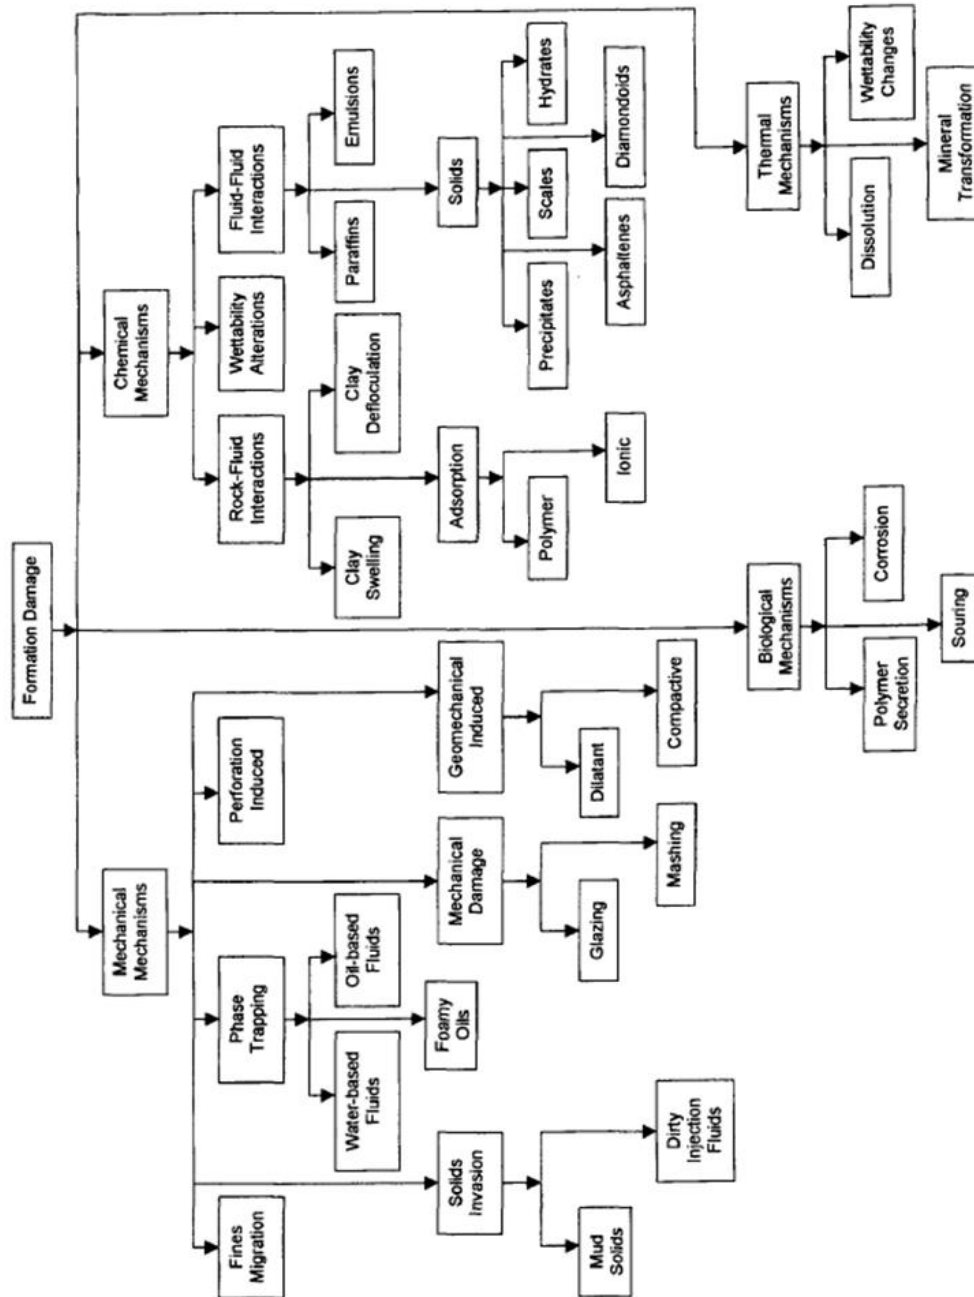 Formation Damage
Mechanical
Mechanisms
Chemical
Mechanisms
Fines
Migration
Phase
Trapping
Perforation
Induced
Rock-Fluid
Interactions
Wettability
Alterations
Fluid-Fluid
Interactions
Water-based
Fluids
Oil-based
Fluids
Clay
Swelling
Clay
Defloculation
Paraffins
Emulsions
Foamy
Oils
Solids
Invasion
Mechanical
Damage
Geomechanical
Induced
Adsorption
Solids
Mud Solids
Glazing
Dilatant
Polymer
Precipitates
Scales
Hydrates
Dirty
Injection
Fluids
Mashing
Compactive
Ionic
Asphaltenes
Diamondoids
Biological
Mechanisms
Thermal
Mechanisms
Polymer
Secretion
Corrosion
Dissolution
Wettability
Changes
Souring
Mineral
Transformation